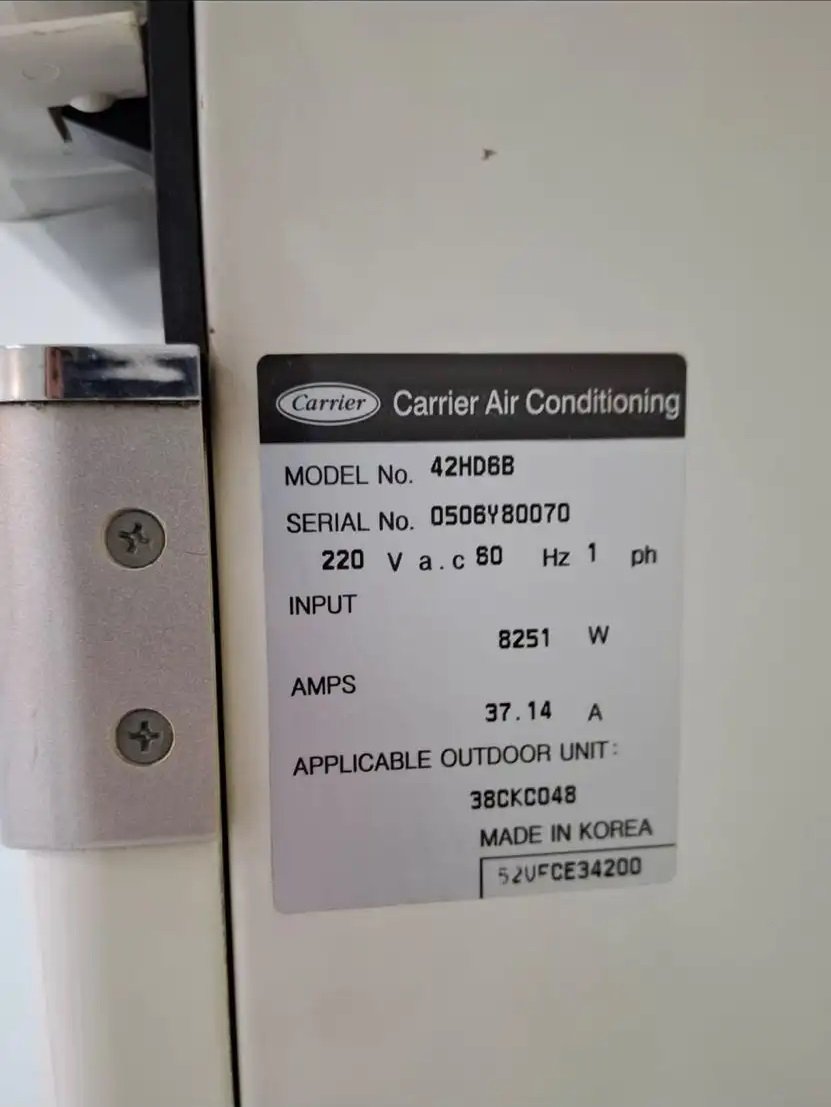 Carrier Carrier Air Conditioning
MODEL No. 42HD6B
SERIAL No. 0506Y80070
220 V a.c 60 Hz 1 ph
INPUT
8251 W
AMPS
37.14 A
APPLICABLE OUTDOOR UNIT:
38CKC048
MADE IN KOREA
52VFCE34200